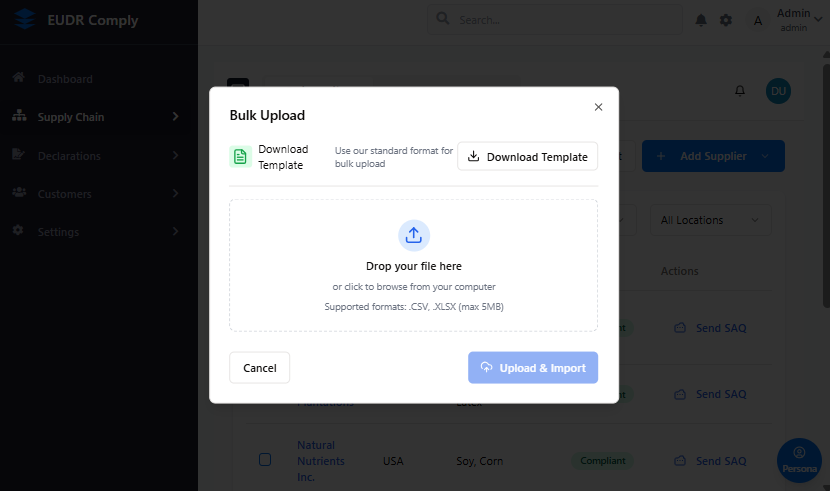 EUDR Comply
Search...
Admin
A
admin
Dashboard
Supply Chain
Declarations
Customers
Settings
DU
Add Supplier
All Locations
Actions
Send SAQ
Send SAQ
Natural
Nutrients
Inc.
USA
Soy, Corn
Compliant
Send SAQ
Persona
Bulk Upload
Download
Template
Use our standard format for
bulk upload
Download Template
Drop your file here
or click to browse from your computer
Supported formats: .CSV, .XLSX (max 5MB)
Cancel
Upload & Import